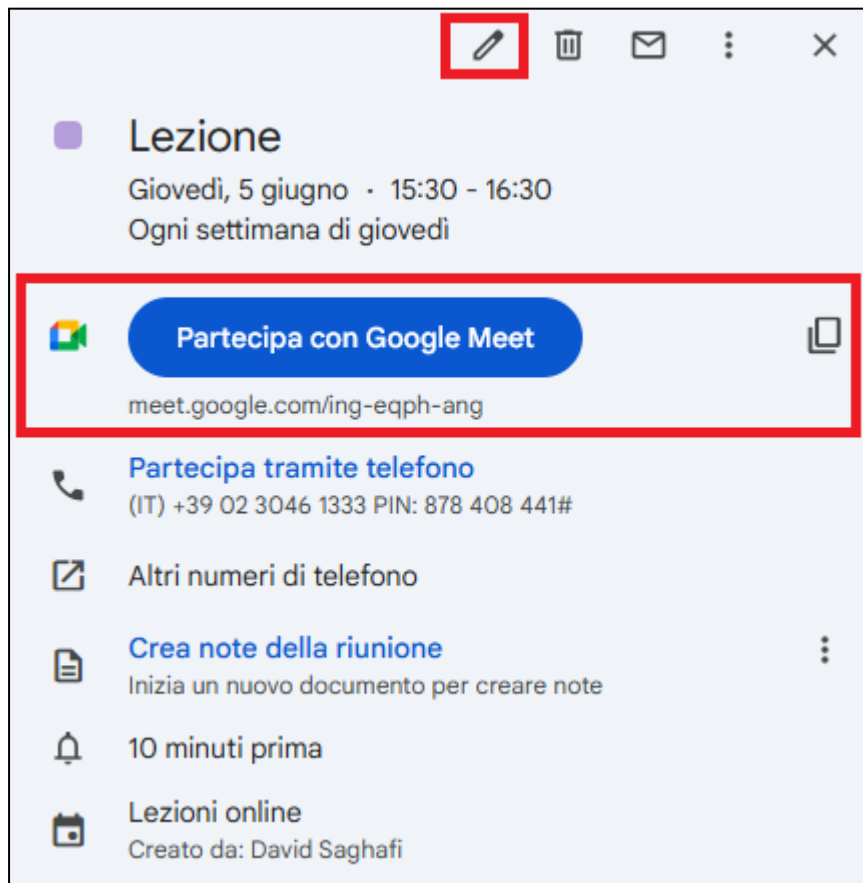 Lezione
Giovedì, 5 giugno · 15:30 - 16:30
Ogni settimana di giovedì
Partecipa con Google Meet
meet.google.com/ing-eqph-ang
Partecipa tramite telefono
(IT) +39 02 3046 1333 PIN: 878 408 441#
Altri numeri di telefono
Crea note della riunione
Inizia un nuovo documento per creare note
10 minuti prima
Lezioni online
Creato da: David Saghafi